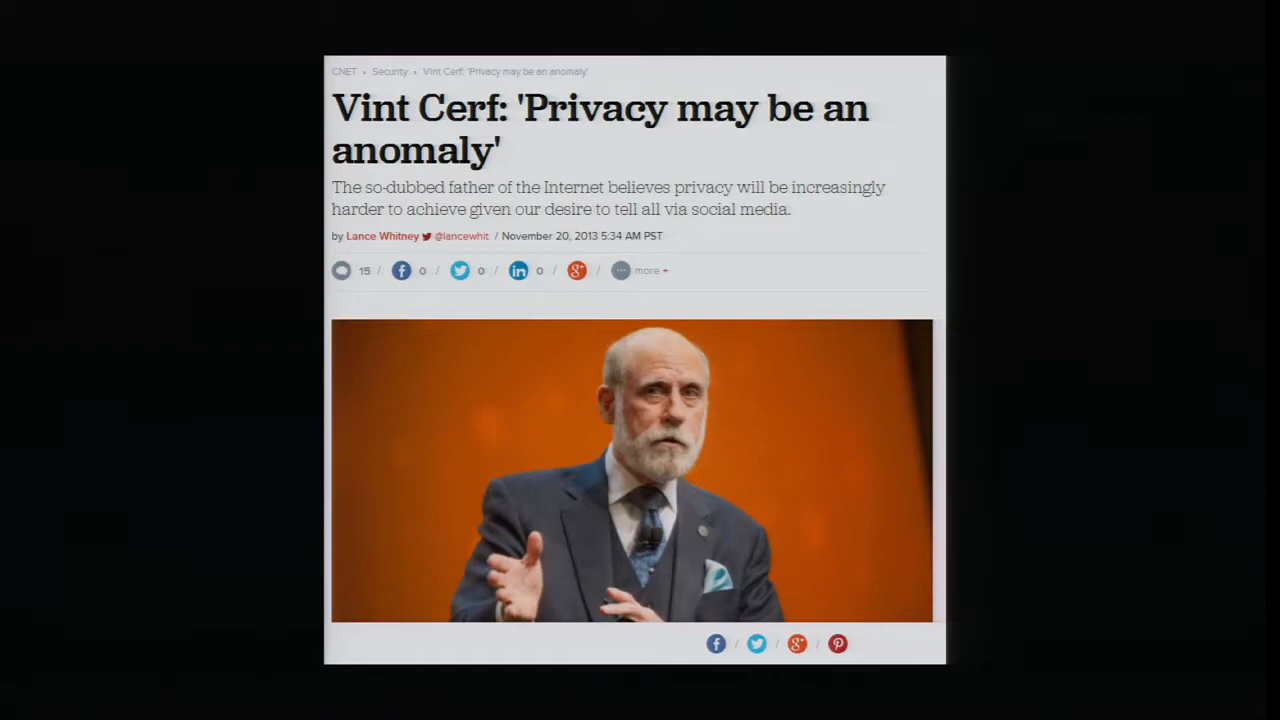 CNET › Security › Vint Cerf: 'Privacy may be an anomaly'
Vint Cerf: 'Privacy may be an
anomaly'
The so-dubbed father of the Internet believes privacy will be increasingly
harder to achieve given our desire to tell all via social media.
by Lance Whitney @lancewhit / November 20, 2013 5:34 AM PST
15 / f 0 / 0 / in 0 / g+ / ... more +
f / / g+ /